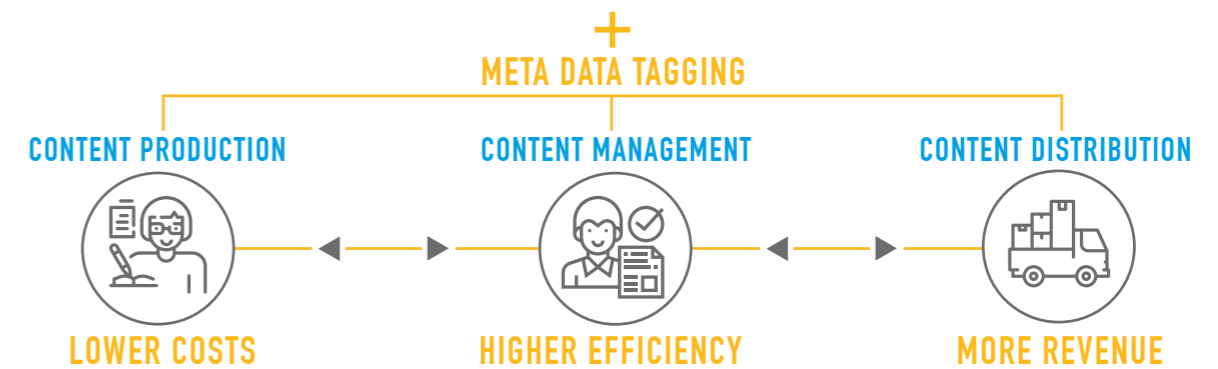 +
META DATA TAGGING
CONTENT PRODUCTION
CONTENT MANAGEMENT
CONTENT DISTRIBUTION
LOWER COSTS
HIGHER EFFICIENCY
MORE REVENUE